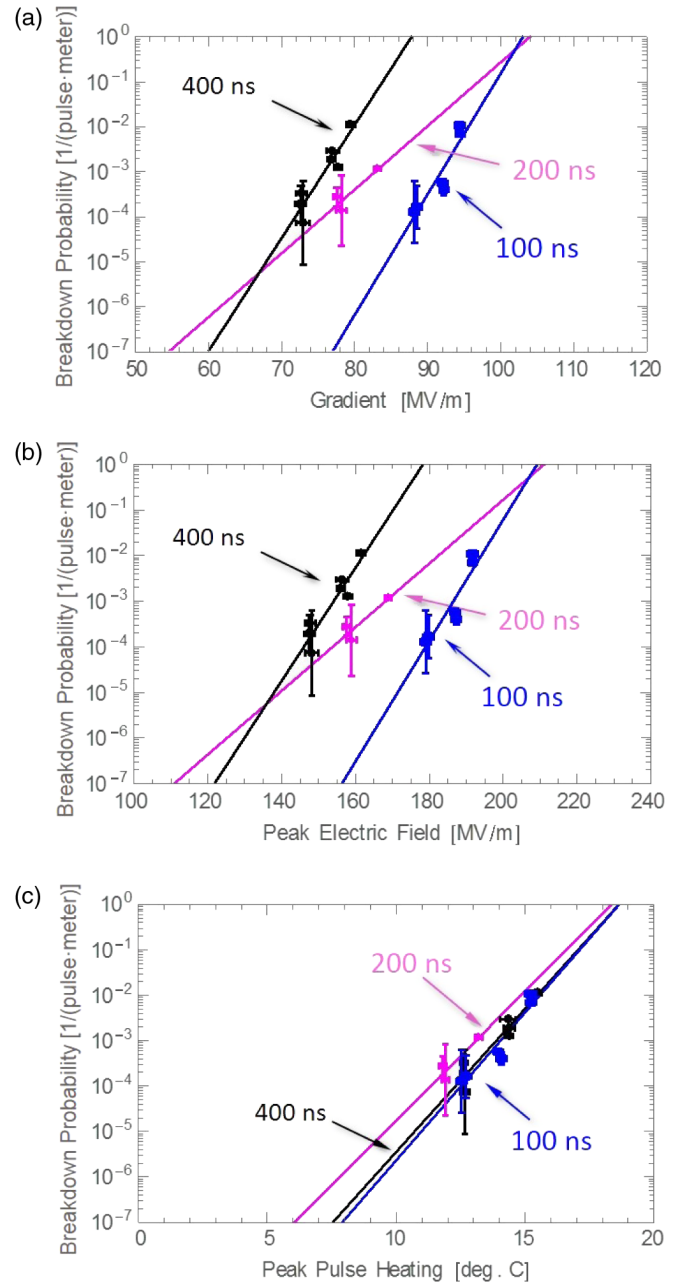 (a)
Breakdown Probability [1/(pulse·meter)]
10⁰
10⁻¹
10⁻²
10⁻³
10⁻⁴
10⁻⁵
10⁻⁶
10⁻⁷
400 ns
200 ns
100 ns
50 60 70 80 90 100 110 120
Gradient [MV/m]
(b)
Breakdown Probability [1/(pulse·meter)]
10⁰
10⁻¹
10⁻²
10⁻³
10⁻⁴
10⁻⁵
10⁻⁶
10⁻⁷
400 ns
200 ns
100 ns
100 120 140 160 180 200 220 240
Peak Electric Field [MV/m]
(c)
Breakdown Probability [1/(pulse·meter)]
10⁰
10⁻¹
10⁻²
10⁻³
10⁻⁴
10⁻⁵
10⁻⁶
10⁻⁷
200 ns
400 ns
100 ns
0 5 10 15 20
Peak Pulse Heating [deg. C]